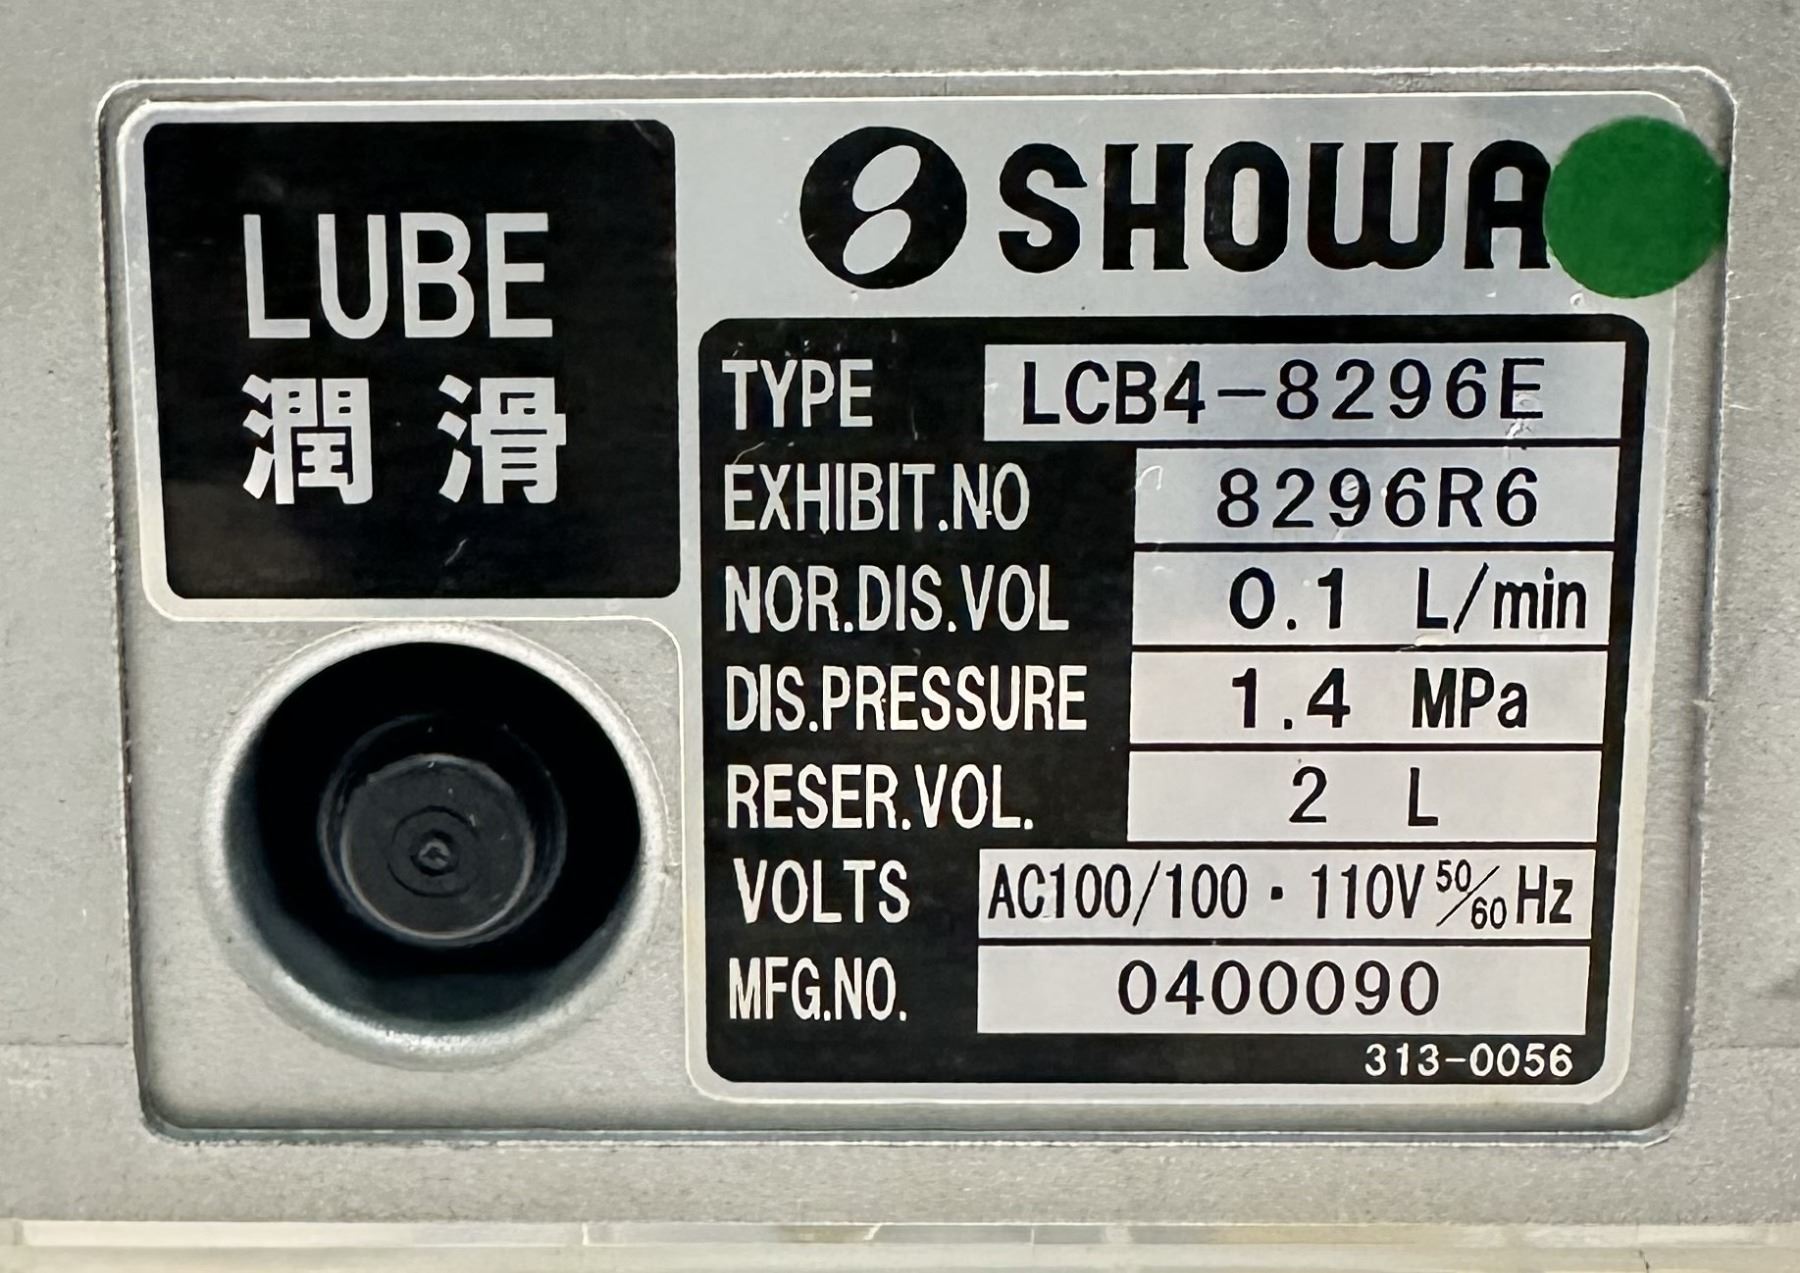 LUBE
潤滑
SHOWA
TYPE LCB4-8296E
EXHIBIT.NO 8296R6
NOR.DIS.VOL 0.1 L/min
DIS.PRESSURE 1.4 MPa
RESER.VOL. 2 L
VOLTS AC100/100・110V 50/60 Hz
MFG.NO. 0400090
313-0056